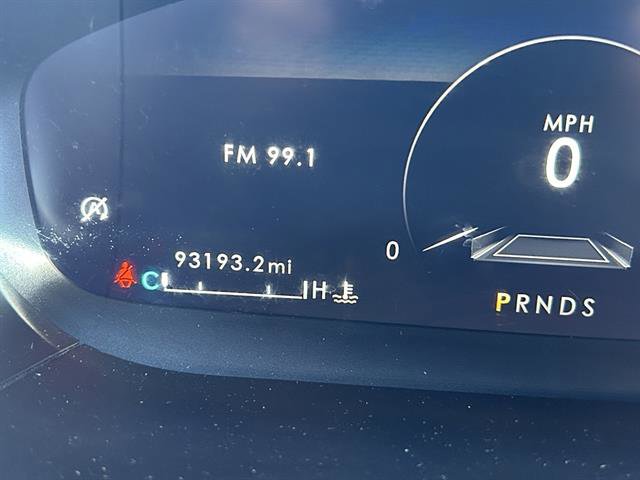 MPH
0
FM 99.1
A
0
93193.2mi
C H
PRNDS